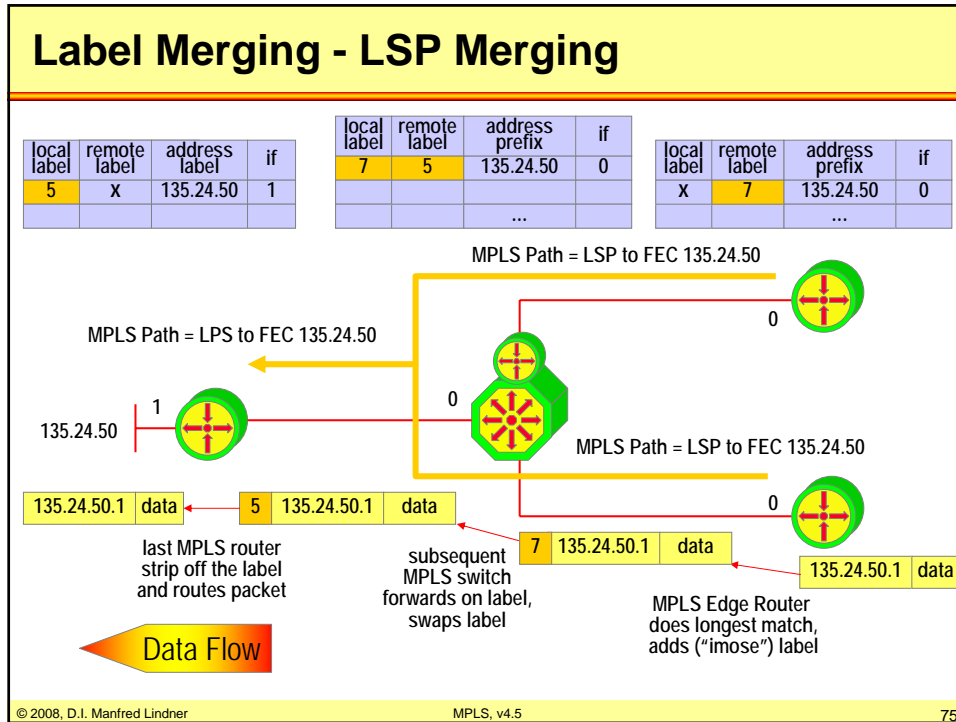 Label Merging - LSP Merging
local label remote label address label if
5 x 135.24.50 1
local label remote label address prefix if
7 5 135.24.50 0
...
local label remote label address prefix if
x 7 135.24.50 0
...
MPLS Path = LSP to FEC 135.24.50
0
MPLS Path = LPS to FEC 135.24.50
1
0
135.24.50
MPLS Path = LSP to FEC 135.24.50
0
135.24.50.1 data
5 135.24.50.1 data
7 135.24.50.1 data
135.24.50.1 data
last MPLS router
strip off the label
and routes packet
subsequent
MPLS switch
forwards on label,
swaps label
MPLS Edge Router
does longest match,
adds (“imose”) label
Data Flow
© 2008, D.I. Manfred Lindner
MPLS, v4.5
75